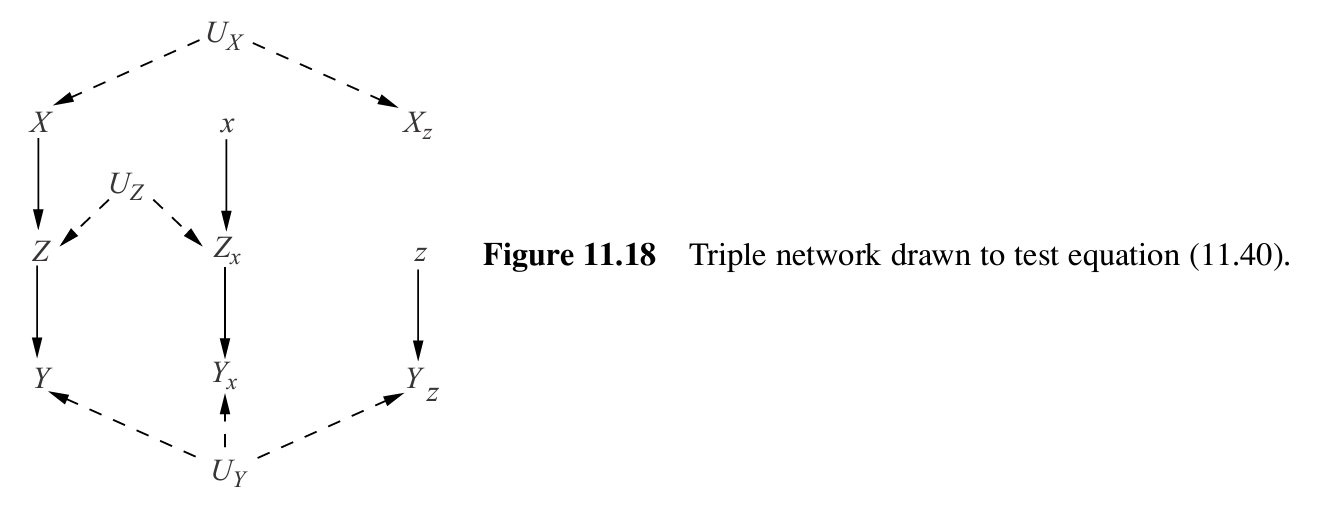 U_X
X x X_z
U_Z
Z Z_x z
Figure 11.18 Triple network drawn to test equation (11.40).
Y Y_x Y_z
U_Y